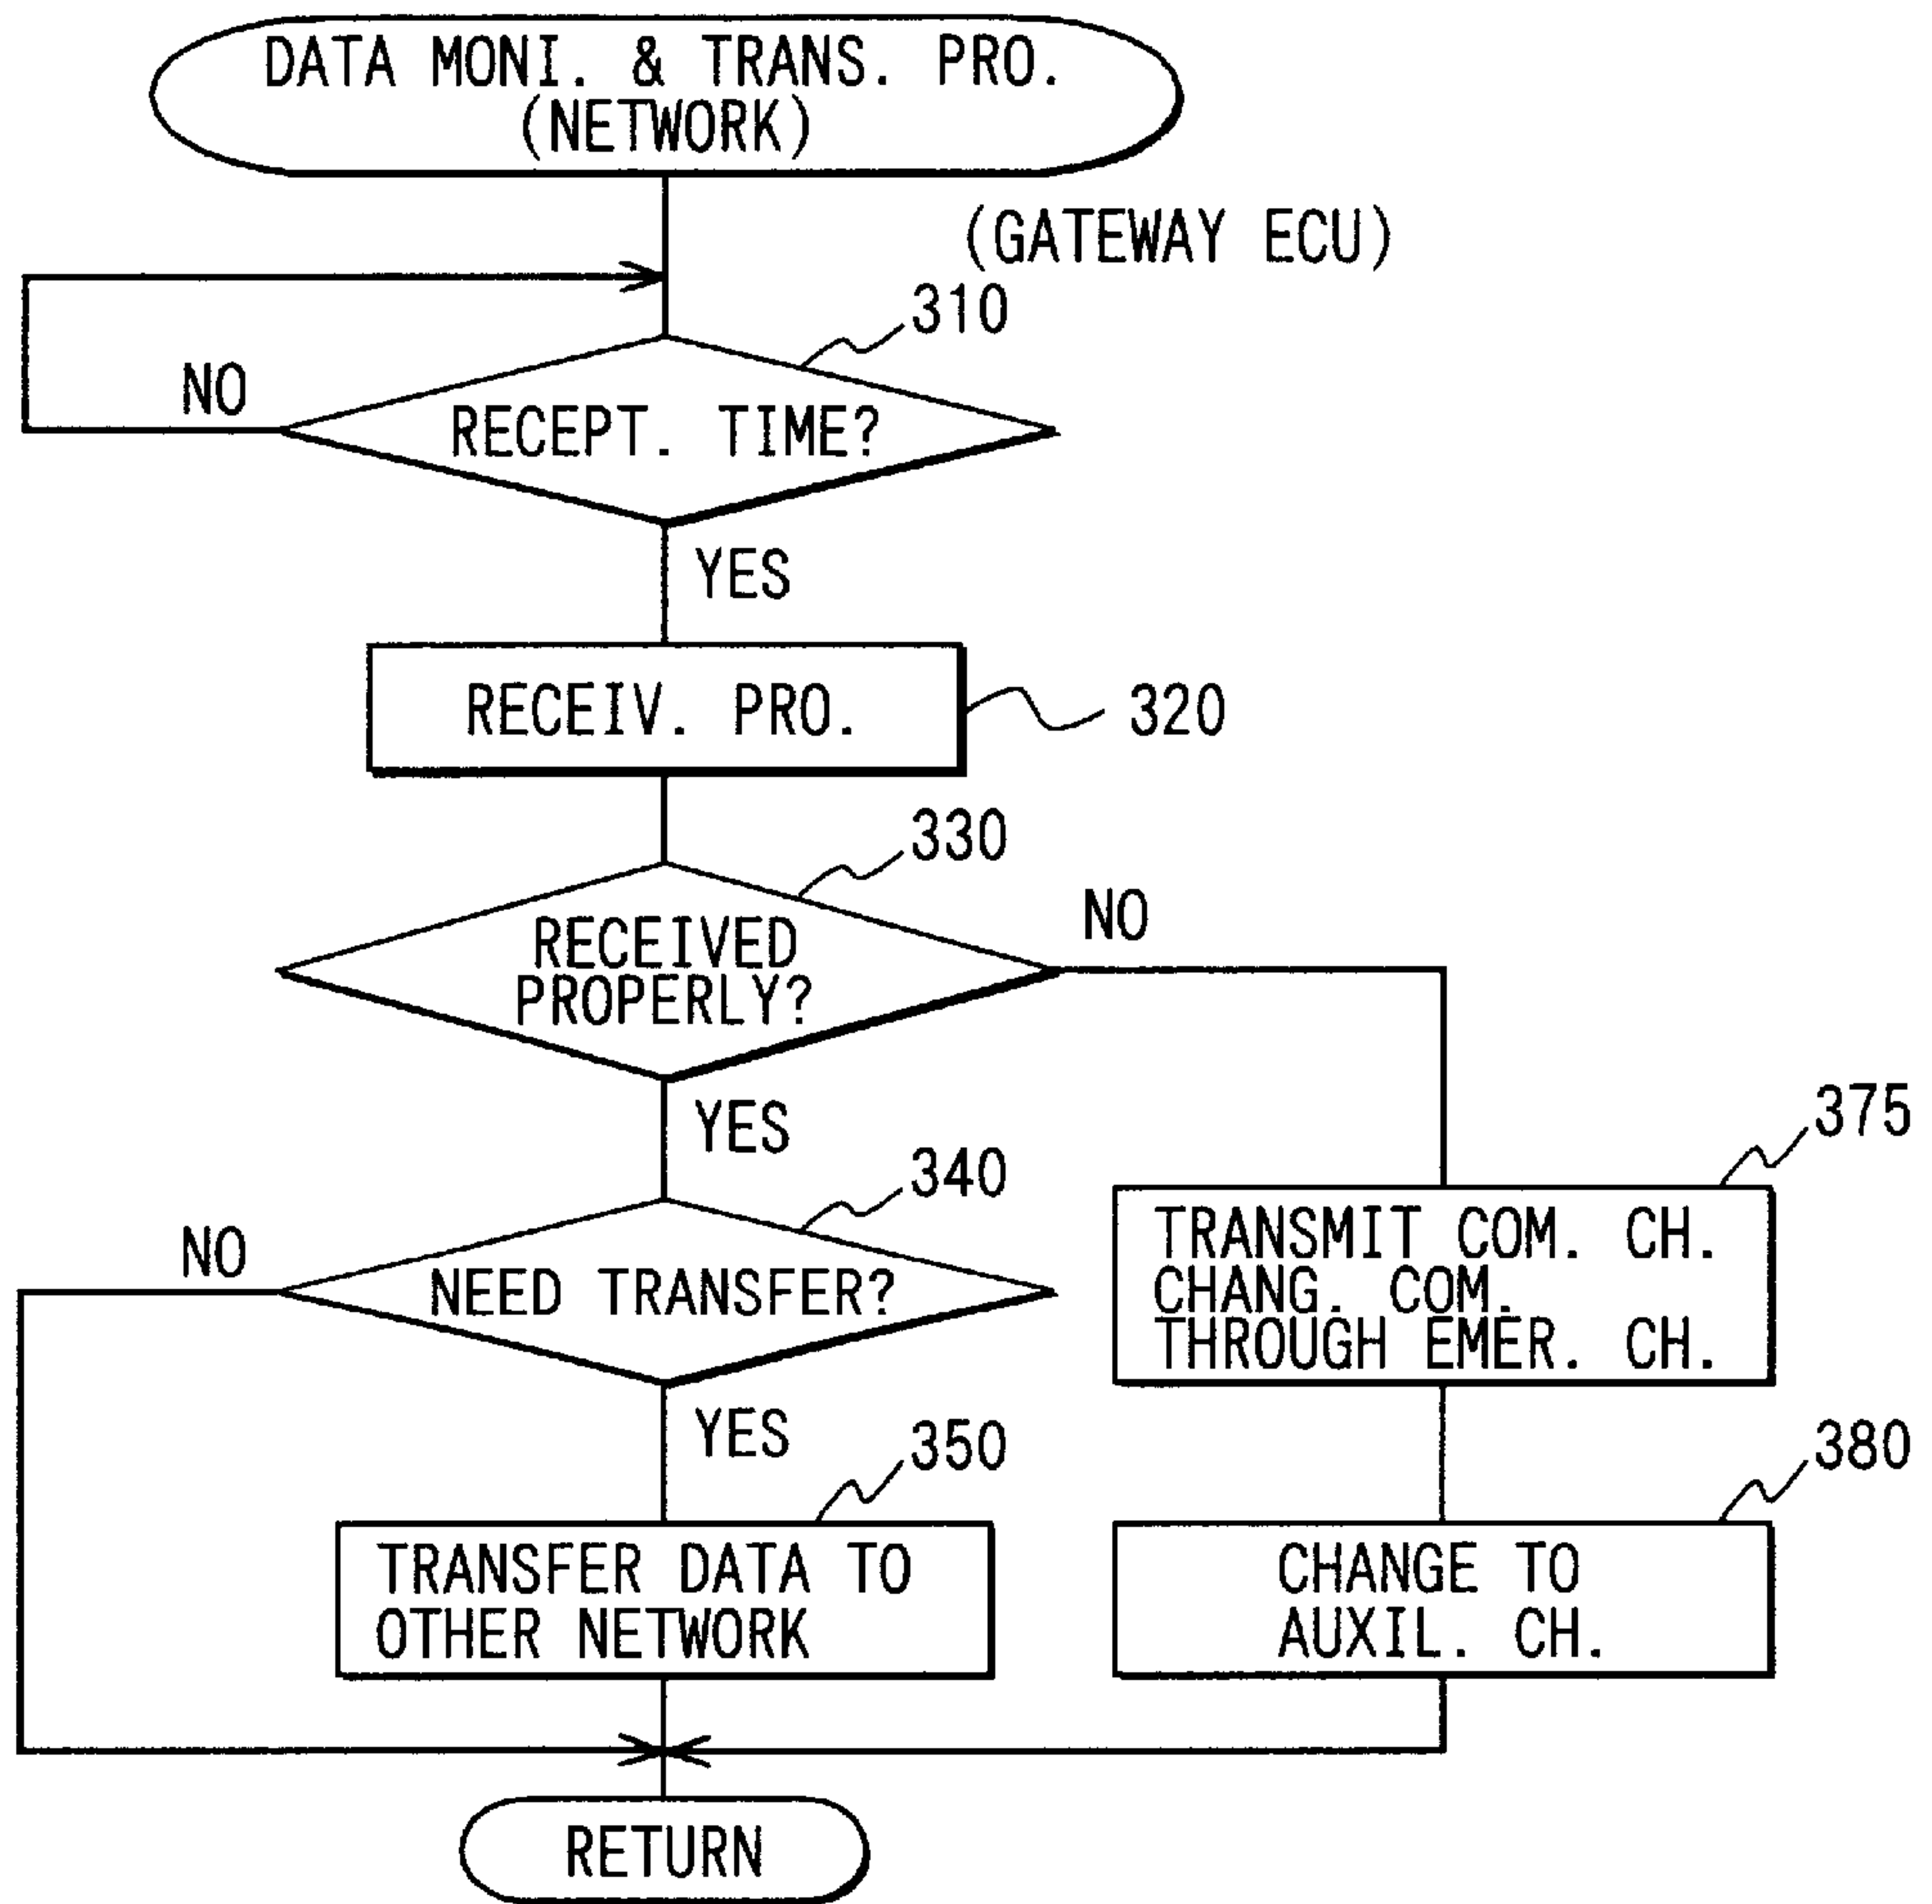 DATA MONI. & TRANS. PRO.
(NETWORK)
(GATEWAY ECU)
310
NO
RECEPT. TIME?
YES
RECEIV. PRO.
320
330
NO
RECEIVED
PROPERLY?
YES
340
NO
NEED TRANSFER?
375
TRANSMIT COM. CH.
CHANG. COM.
THROUGH EMER. CH.
YES
350
TRANSFER DATA TO
OTHER NETWORK
380
CHANGE TO
AUXIL. CH.
RETURN